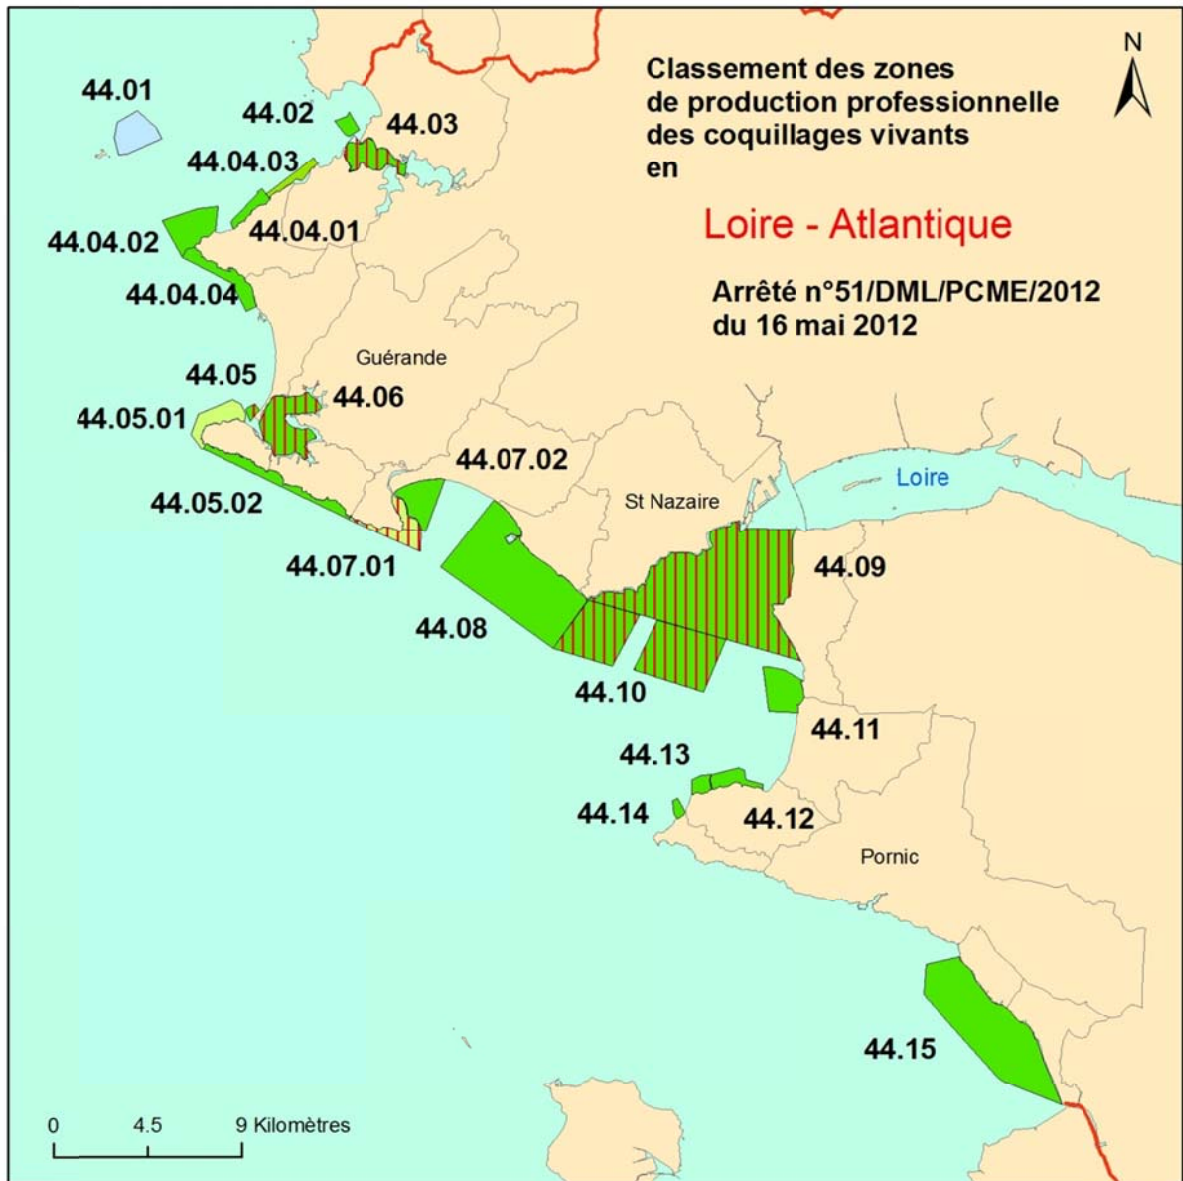 N
Classement des zones
de production professionnelle
des coquillages vivants
en
Loire - Atlantique
Arrêté n°51/DML/PCME/2012
du 16 mai 2012
44.01
44.02
44.03
44.04.03
44.04.01
44.04.02
44.04.04
Guérande
44.05
44.06
44.05.01
44.07.02
Loire
44.05.02
St Nazaire
44.07.01
44.09
44.08
44.10
44.11
44.13
44.14
44.12
Pornic
44.15
0 4.5 9 Kilomètres